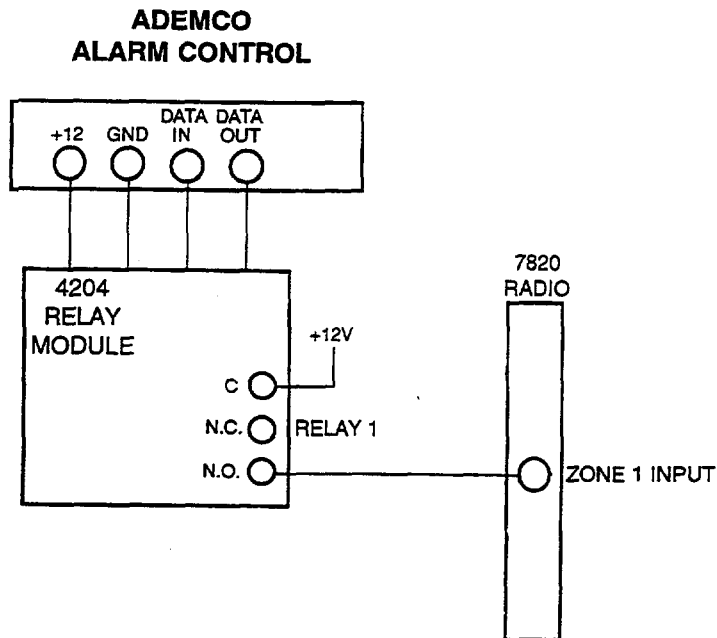 ADEMCO
ALARM CONTROL
+12 GND DATA IN DATA OUT
4204
RELAY
MODULE
+12V
C
N.C. RELAY 1
N.O.
7820
RADIO
ZONE 1 INPUT